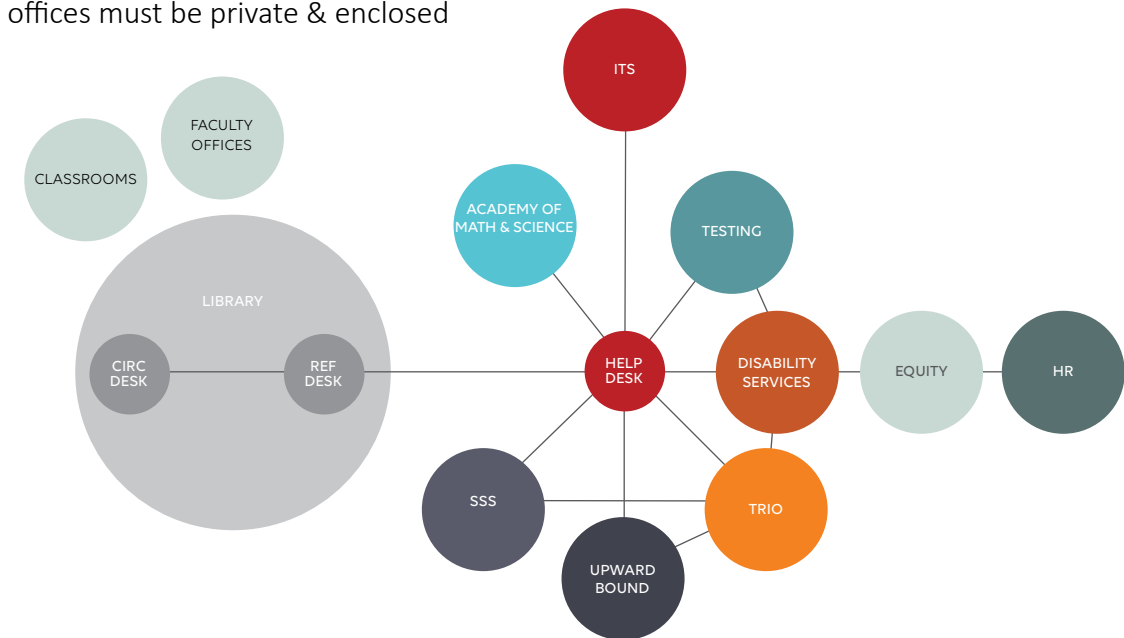 offices must be private & enclosed
ITS
FACULTY
OFFICES
CLASSROOMS
ACADEMY OF
MATH & SCIENCE
TESTING
LIBRARY
CIRC
DESK
REF
DESK
HELP
DESK
DISABILITY
SERVICES
EQUITY
HR
SSS
TRIO
UPWARD
BOUND